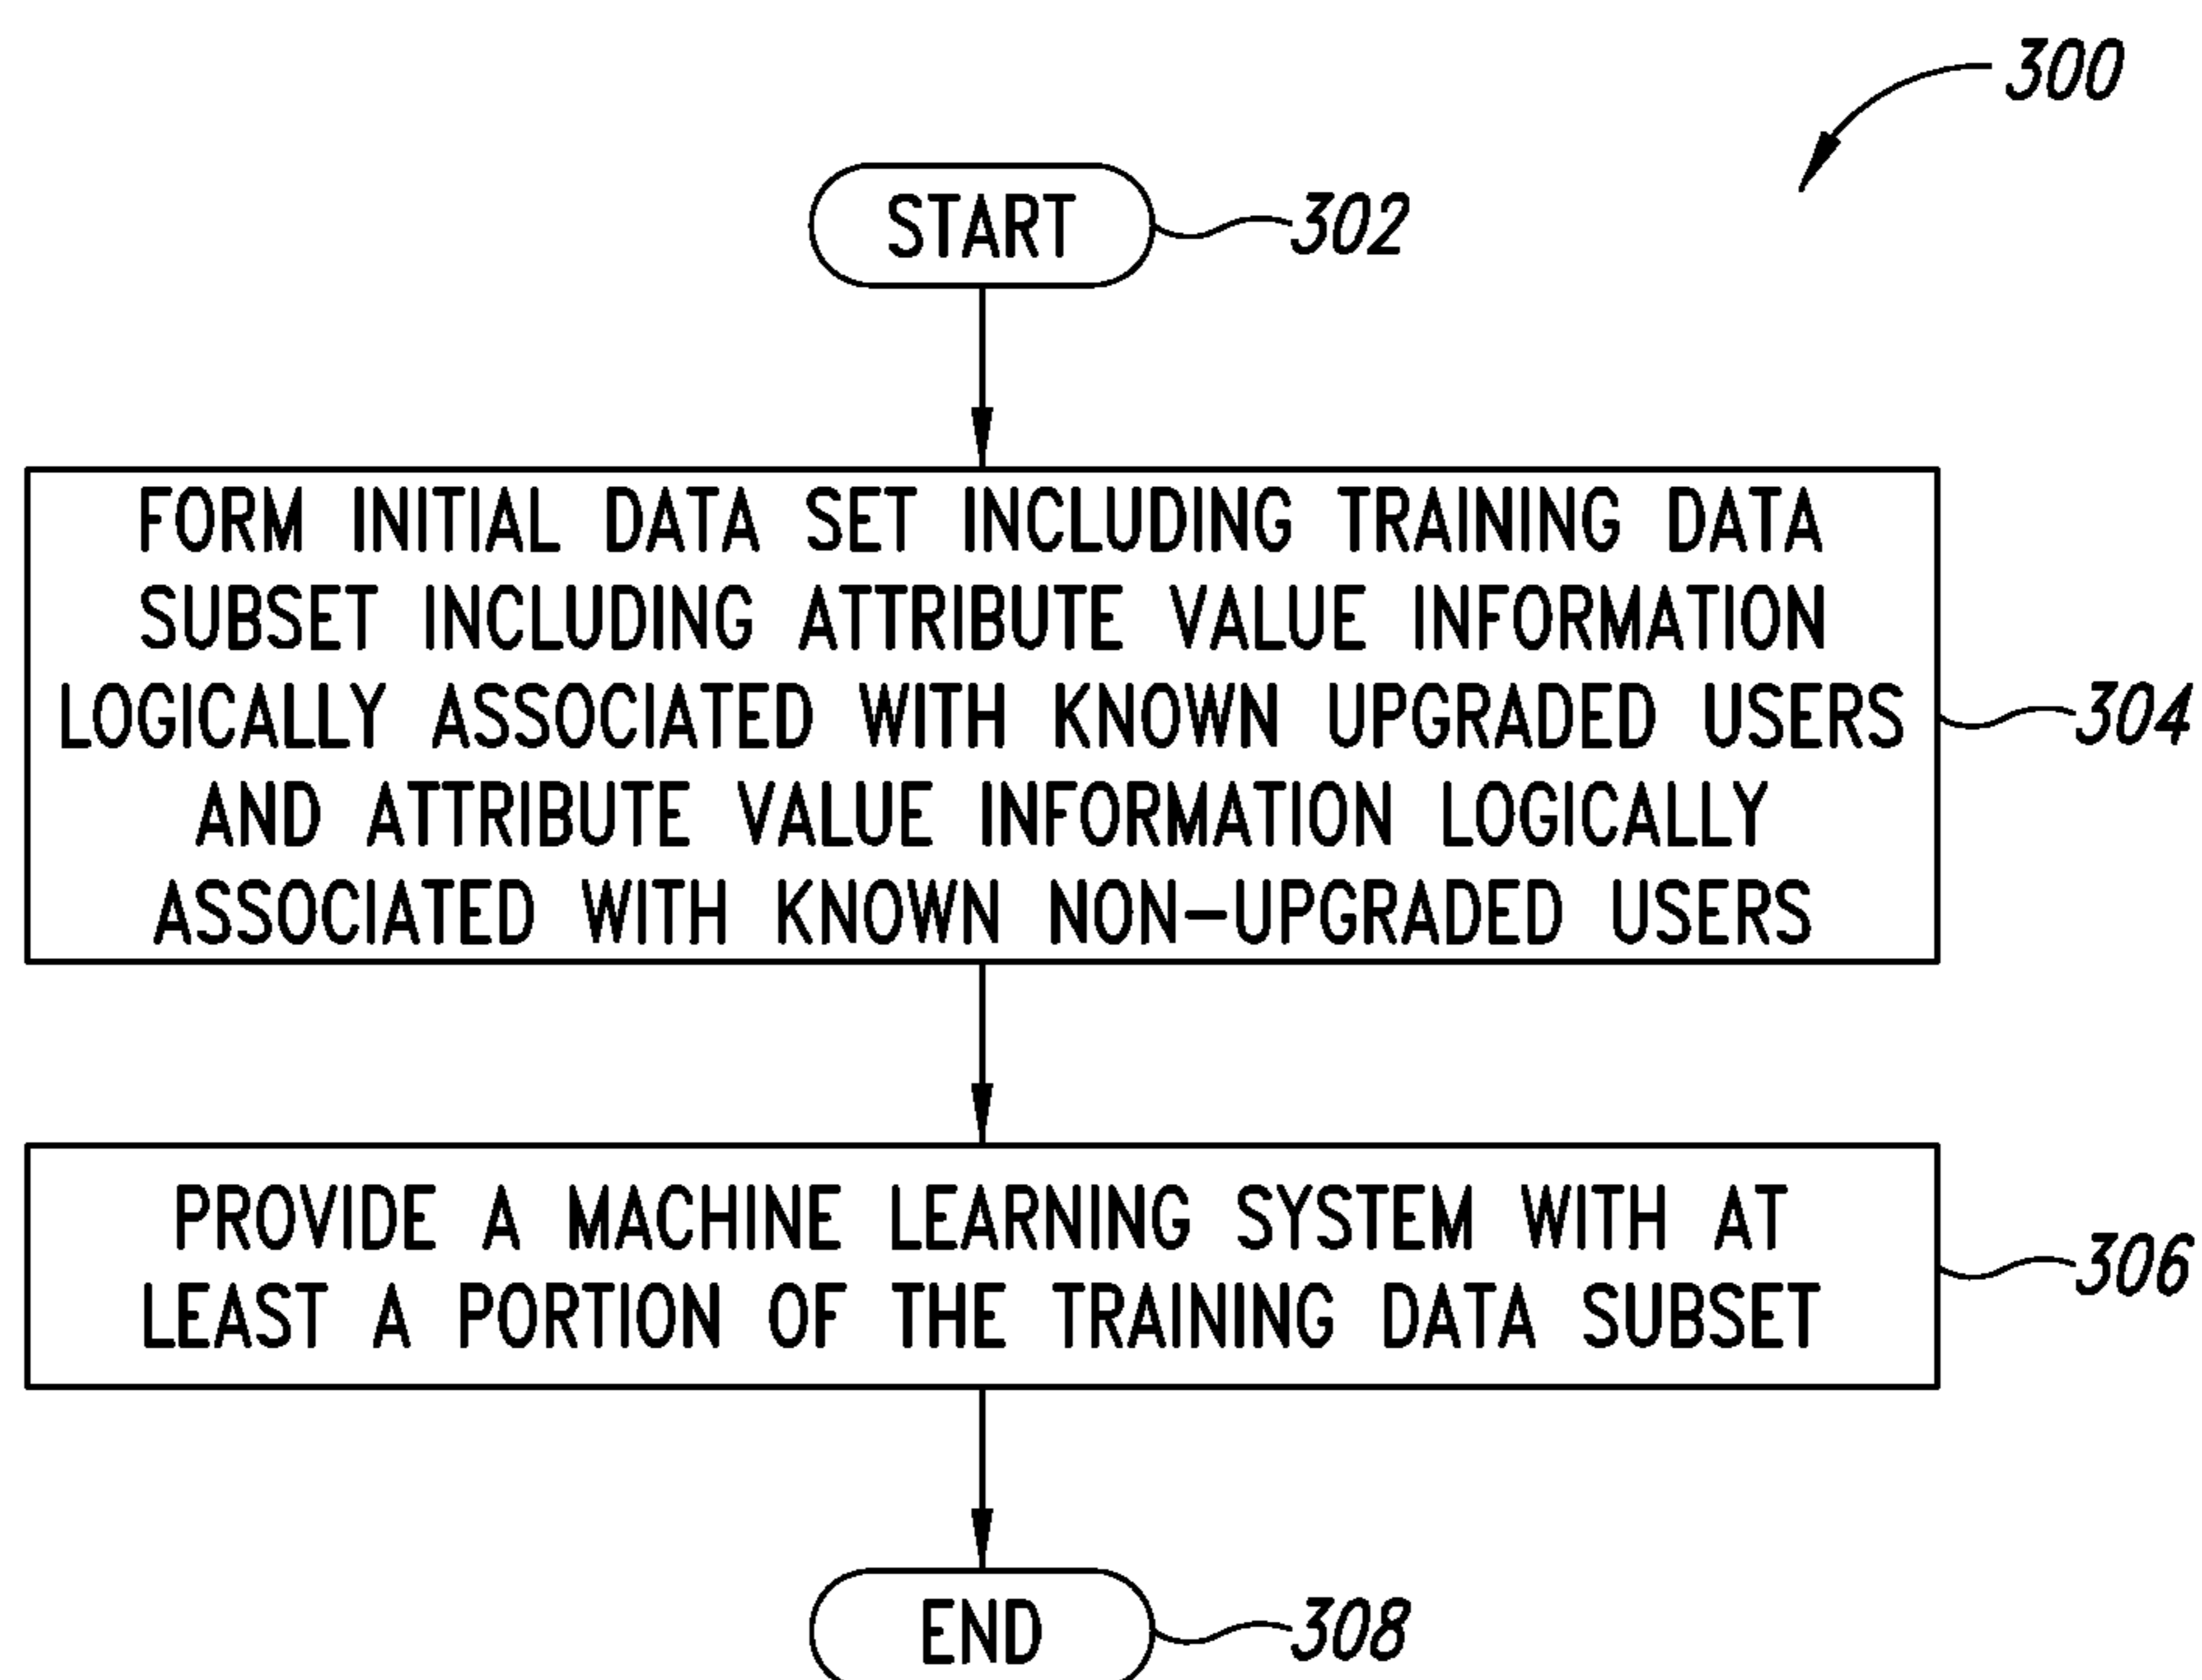 300
START
302
FORM INITIAL DATA SET INCLUDING TRAINING DATA
SUBSET INCLUDING ATTRIBUTE VALUE INFORMATION
LOGICALLY ASSOCIATED WITH KNOWN UPGRADED USERS
AND ATTRIBUTE VALUE INFORMATION LOGICALLY
ASSOCIATED WITH KNOWN NON-UPGRADED USERS
304
PROVIDE A MACHINE LEARNING SYSTEM WITH AT
LEAST A PORTION OF THE TRAINING DATA SUBSET
306
END
308